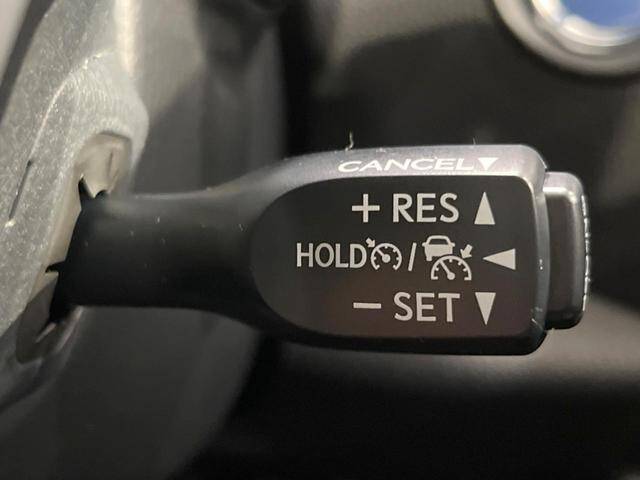 CANCEL▼
+ RES ▲
HOLD / ◀
− SET ▼